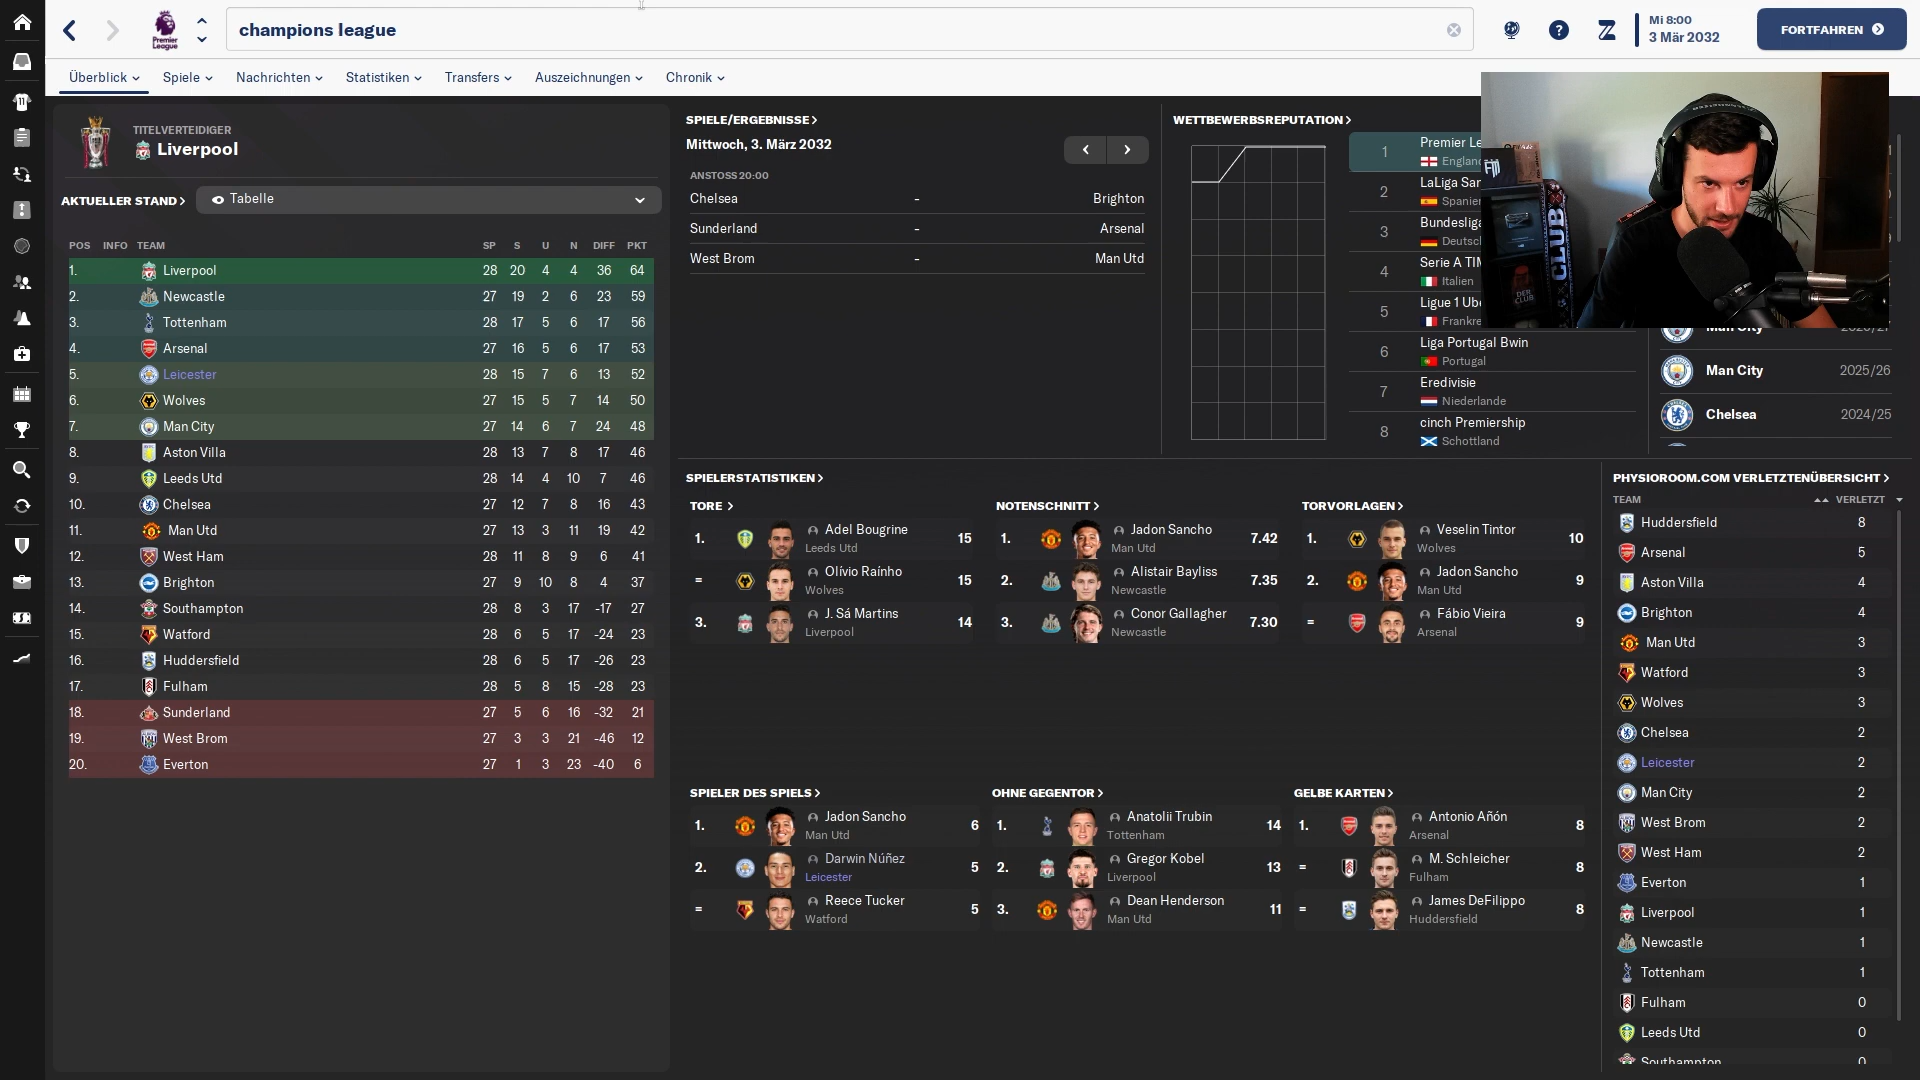 champions league
Premier League
Mi 8:00
3 Mär 2032
FORTFAHREN
Überblick Spiele Nachrichten Statistiken Transfers Auszeichnungen Chronik
TITELVERTEIDIGER
Liverpool
AKTUELLER STAND Tabelle
POS INFO TEAM SP S U N DIFF PKT
1. Liverpool 28 20 4 4 36 64
2. Newcastle 27 19 2 6 23 59
3. Tottenham 28 17 5 6 17 56
4. Arsenal 27 16 5 6 17 53
5. Leicester 28 15 7 6 13 52
6. Wolves 27 15 5 7 14 50
7. Man City 27 14 6 7 24 48
8. Aston Villa 28 13 7 8 17 46
9. Leeds Utd 28 14 4 10 7 46
10. Chelsea 27 12 7 8 16 43
11. Man Utd 27 13 3 11 19 42
12. West Ham 28 11 8 9 6 41
13. Brighton 27 9 10 8 4 37
14. Southampton 28 8 3 17 -17 27
15. Watford 28 6 5 17 -24 23
16. Huddersfield 28 6 5 17 -26 23
17. Fulham 28 5 8 15 -28 23
18. Sunderland 27 5 6 16 -32 21
19. West Brom 27 3 3 21 -46 12
20. Everton 27 1 3 23 -40 6
SPIELE/ERGEBNISSE
Mittwoch, 3. März 2032
ANSTOSS 20:00
Chelsea - Brighton
Sunderland - Arsenal
West Brom - Man Utd
WETTBEWERBSREPUTATION
1 Premier Le
England
2 LaLiga San
Spanier
3 Bundesliga
Deutsch
4 Serie A TIM
Italien
5 Ligue 1 Ube
Frankre
6 Liga Portugal Bwin
Portugal
7 Eredivisie
Niederlande
8 cinch Premiership
Schottland
CLUB
DER CLUB
FM
Man City
Man City 2025/26
Chelsea 2024/25
SPIELERSTATISTIKEN
TORE
1. Adel Bougrine 15
Leeds Utd
= Olívio Raínho 15
Wolves
3. J. Sá Martins 14
Liverpool
NOTENSCHNITT
1. Jadon Sancho 7.42
Man Utd
2. Alistair Bayliss 7.35
Newcastle
3. Conor Gallagher 7.30
Newcastle
TORVORLAGEN
1. Veselin Tintor 10
Wolves
2. Jadon Sancho 9
Man Utd
= Fábio Vieira 9
Arsenal
SPIELER DES SPIELS
1. Jadon Sancho 6
Man Utd
2. Darwin Núñez 5
Leicester
= Reece Tucker 5
Watford
OHNE GEGENTOR
1. Anatolii Trubin 14
Tottenham
2. Gregor Kobel 13
Liverpool
3. Dean Henderson 11
Man Utd
GELBE KARTEN
1. Antonio Añón 8
Arsenal
= M. Schleicher 8
Fulham
= James DeFilippo 8
Huddersfield
PHYSIOROOM.COM VERLETZTENÜBERSICHT
TEAM VERLETZT
Huddersfield 8
Arsenal 5
Aston Villa 4
Brighton 4
Man Utd 3
Watford 3
Wolves 3
Chelsea 2
Leicester 2
Man City 2
West Brom 2
West Ham 2
Everton 1
Liverpool 1
Newcastle 1
Tottenham 1
Fulham 0
Leeds Utd 0
Southampton 0